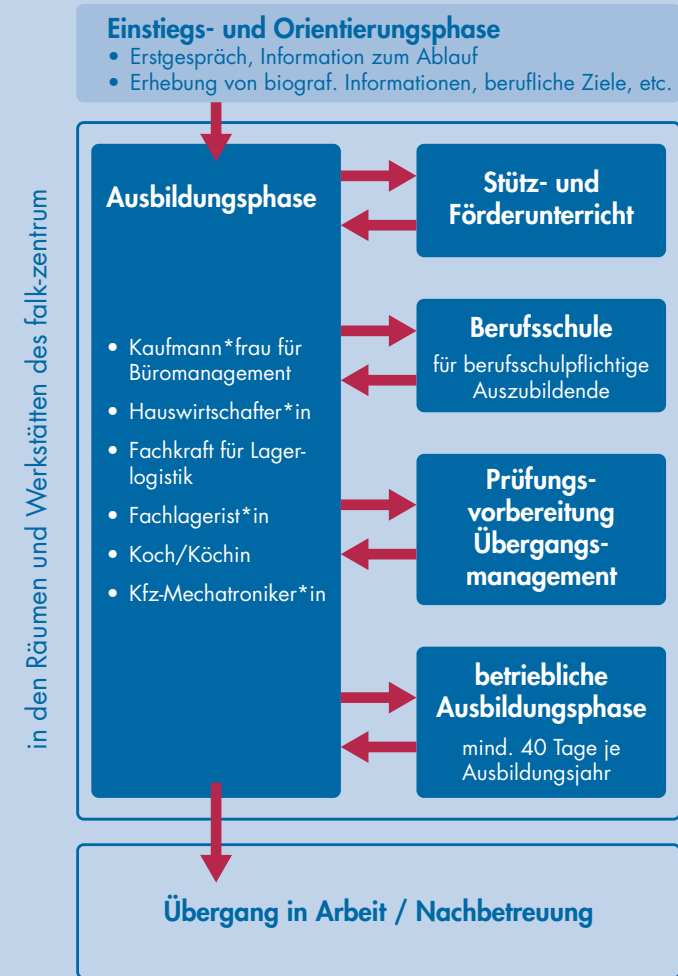 Einstiegs- und Orientierungsphase
• Erstgespräch, Information zum Ablauf
• Erhebung von biograf. Informationen, berufliche Ziele, etc.
in den Räumen und Werkstätten des falk-zentrum
Ausbildungsphase
• Kaufmann*frau für
Büromanagement
• Hauswirtschafter*in
• Fachkraft für Lager-
logistik
• Fachlagerist*in
• Koch/Köchin
• Kfz-Mechatroniker*in
Stütz- und
Förderunterricht
Berufsschule
für berufsschulpflichtige
Auszubildende
Prüfungs-
vorbereitung
Übergangs-
management
betriebliche
Ausbildungsphase
mind. 40 Tage je
Ausbildungsjahr
Übergang in Arbeit / Nachbetreuung